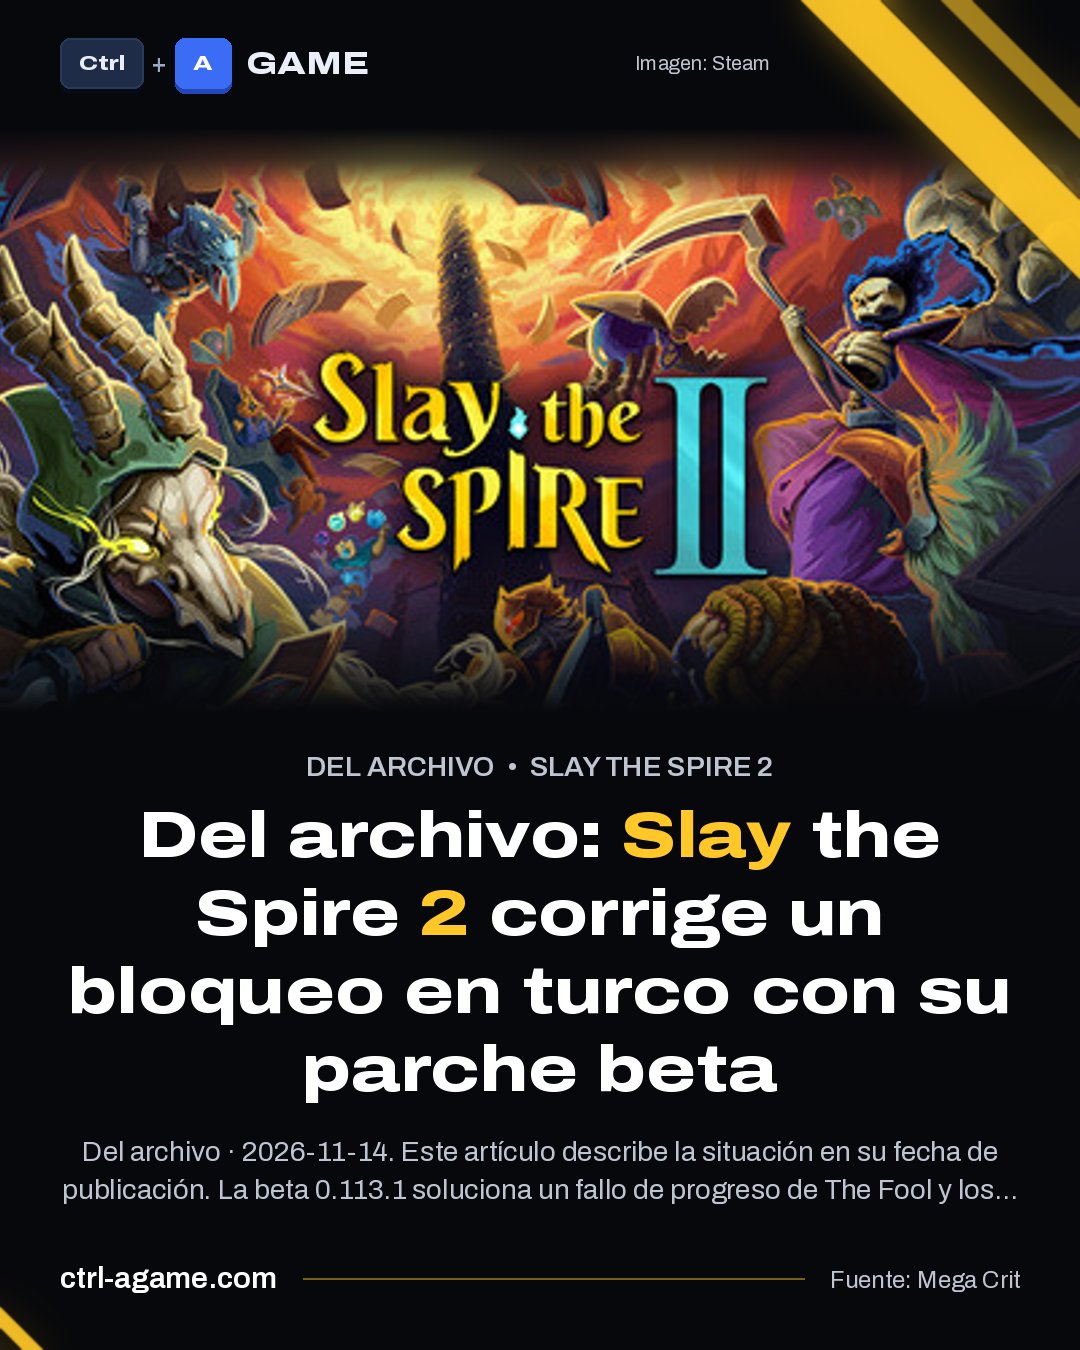 Ctrl + A GAME
Imagen: Steam
Slay the
SPIRE II
DEL ARCHIVO • SLAY THE SPIRE 2
Del archivo: Slay the
Spire 2 corrige un
bloqueo en turco con su
parche beta
Del archivo · 2026-11-14. Este artículo describe la situación en su fecha de
publicación. La beta 0.113.1 soluciona un fallo de progreso de The Fool y los...
ctrl-agame.com
Fuente: Mega Crit